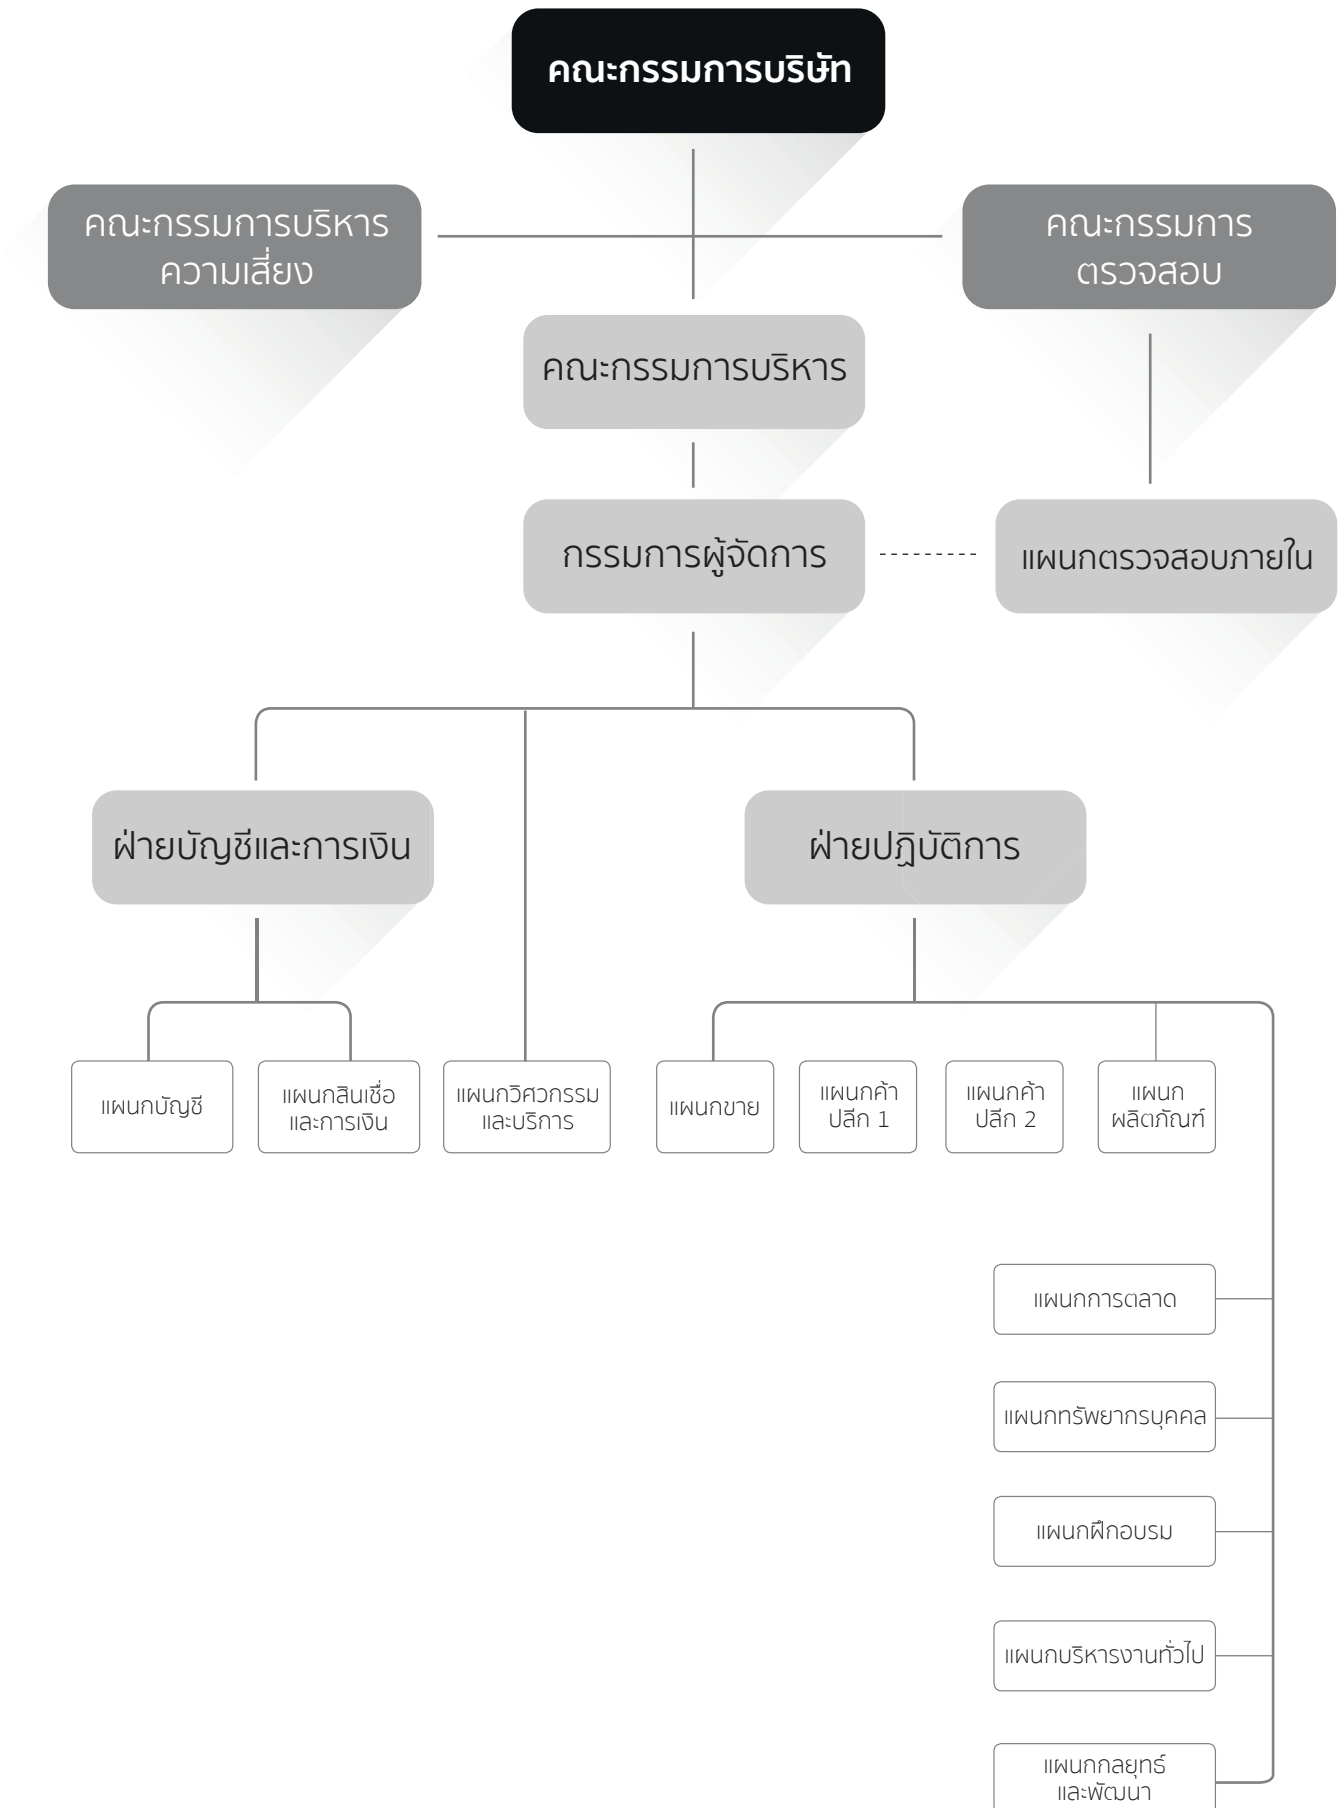 คณะกรรมการบริษัท
คณะกรรมการบริหาร
ความเสี่ยง
คณะกรรมการ
ตรวจสอบ
คณะกรรมการบริหาร
กรรมการผู้จัดการ
แผนกตรวจสอบภายใน
ฝ่ายบัญชีและการเงิน
ฝ่ายปฏิบัติการ
แผนกบัญชี
แผนกสินเชื่อ
และการเงิน
แผนกวิศวกรรม
และบริการ
แผนกขาย
แผนกค้า
ปลีก 1
แผนกค้า
ปลีก 2
แผนก
ผลิตภัณฑ์
แผนกการตลาด
แผนกทรัพยากรบุคคล
แผนกฝึกอบรม
แผนกบริหารงานทั่วไป
แผนกกลยุทธ์
และพัฒนา